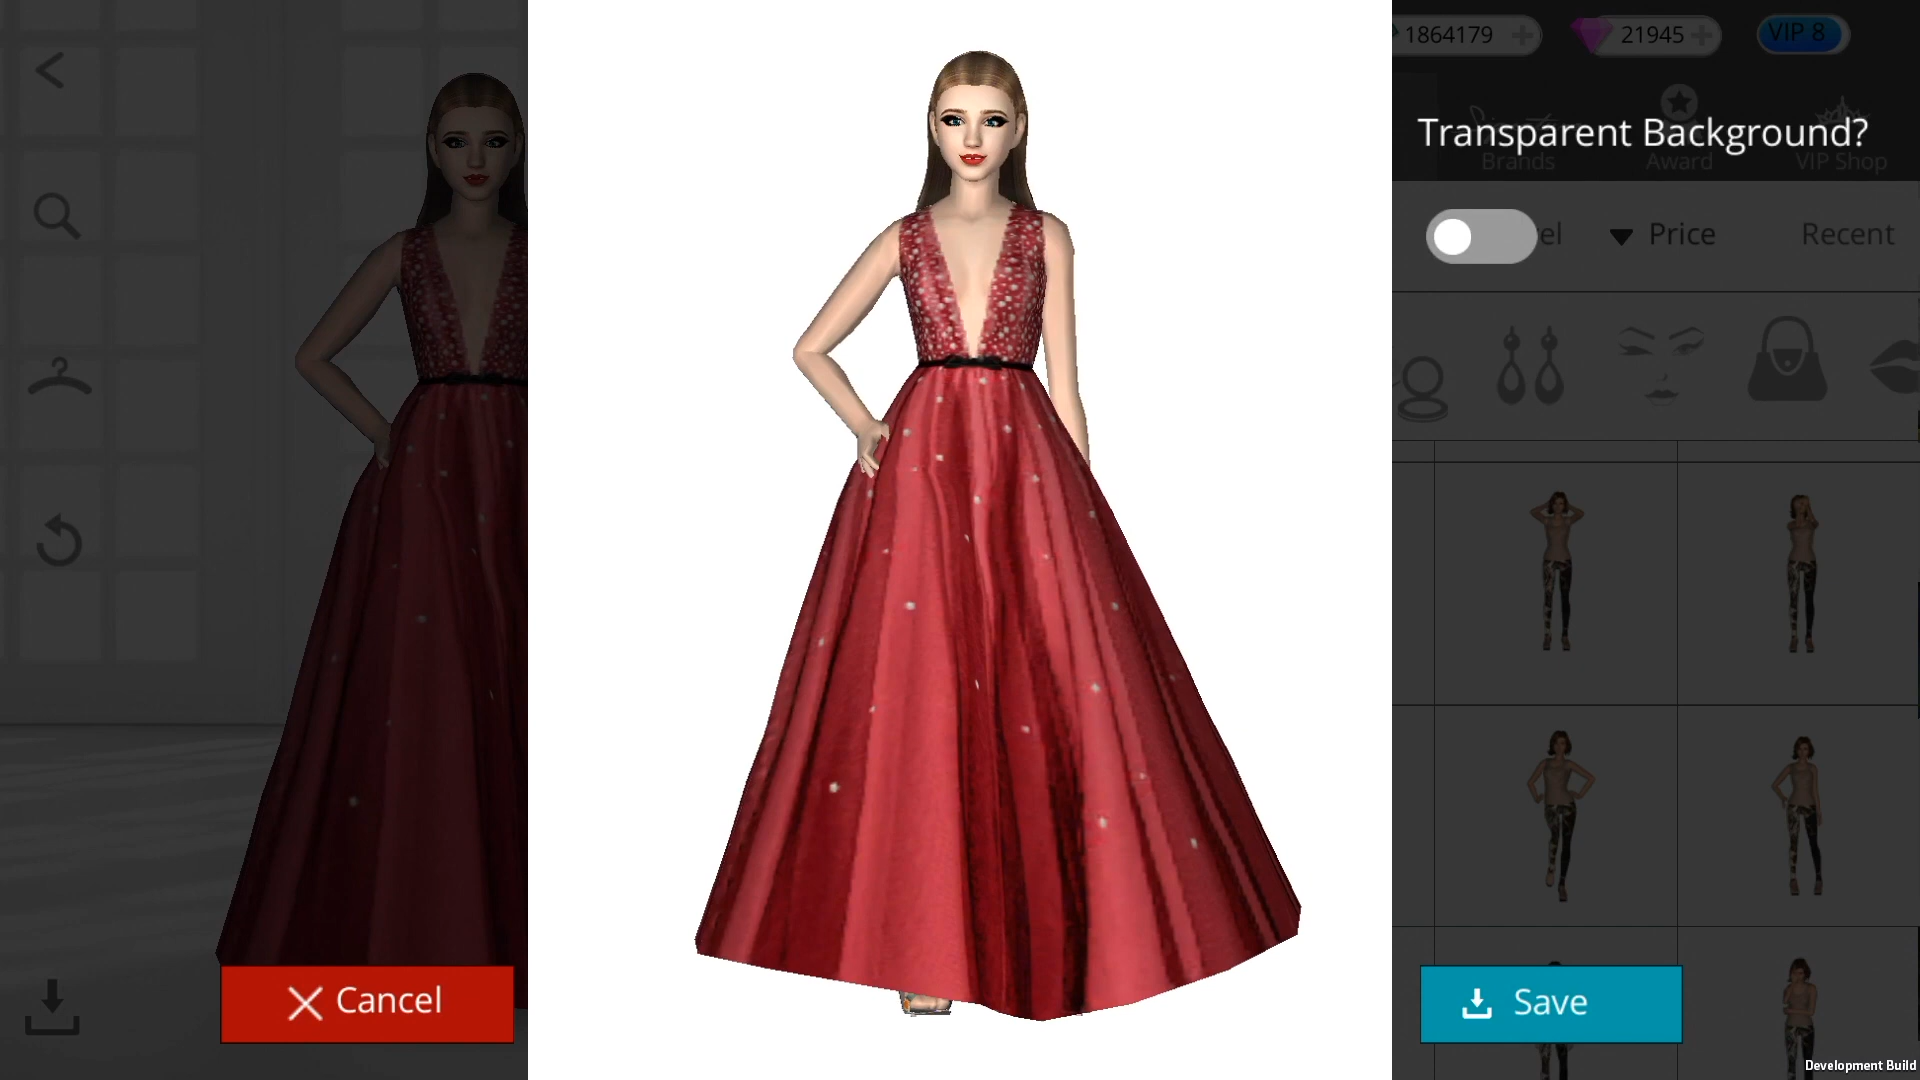 1864179
21945
VIP 8
Transparent Background?
Brands
Award
VIP Shop
el
Price
Recent
Cancel
Save
Development Build